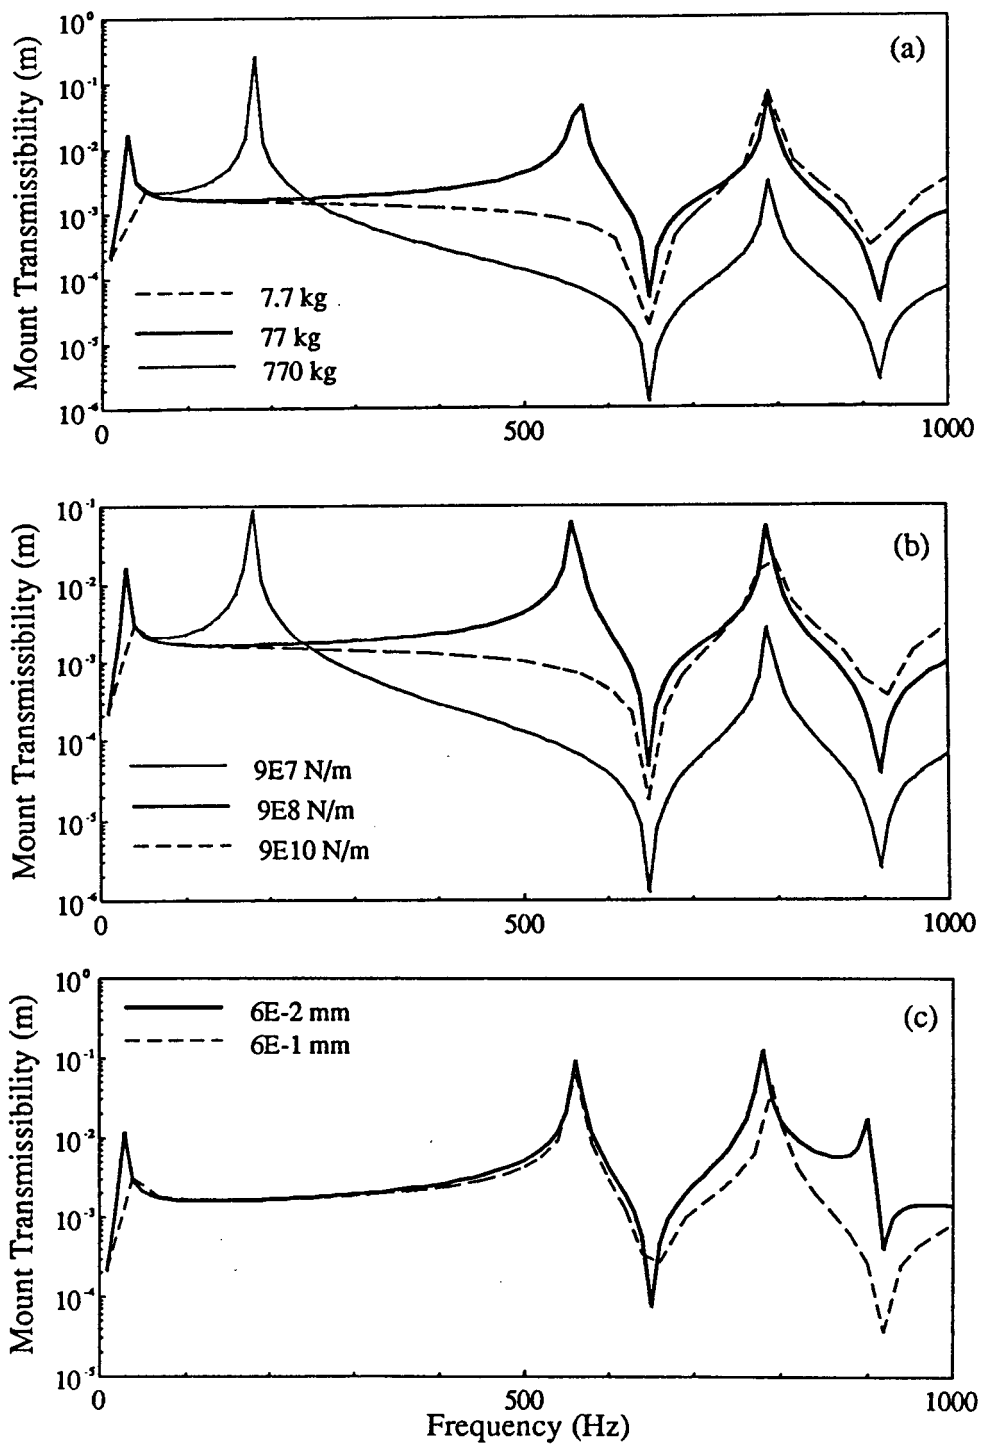 (a)
Mount Transmissibility (m)
10⁰
10⁻¹
10⁻²
10⁻³
10⁻⁴
10⁻⁵
10⁻⁶
7.7 kg
77 kg
770 kg
0
500
1000
(b)
Mount Transmissibility (m)
10⁻¹
10⁻²
10⁻³
10⁻⁴
10⁻⁵
10⁻⁶
9E7 N/m
9E8 N/m
9E10 N/m
0
500
1000
(c)
Mount Transmissibility (m)
10⁰
10⁻¹
10⁻²
10⁻³
10⁻⁴
10⁻⁵
6E-2 mm
6E-1 mm
0
500
1000
Frequency (Hz)